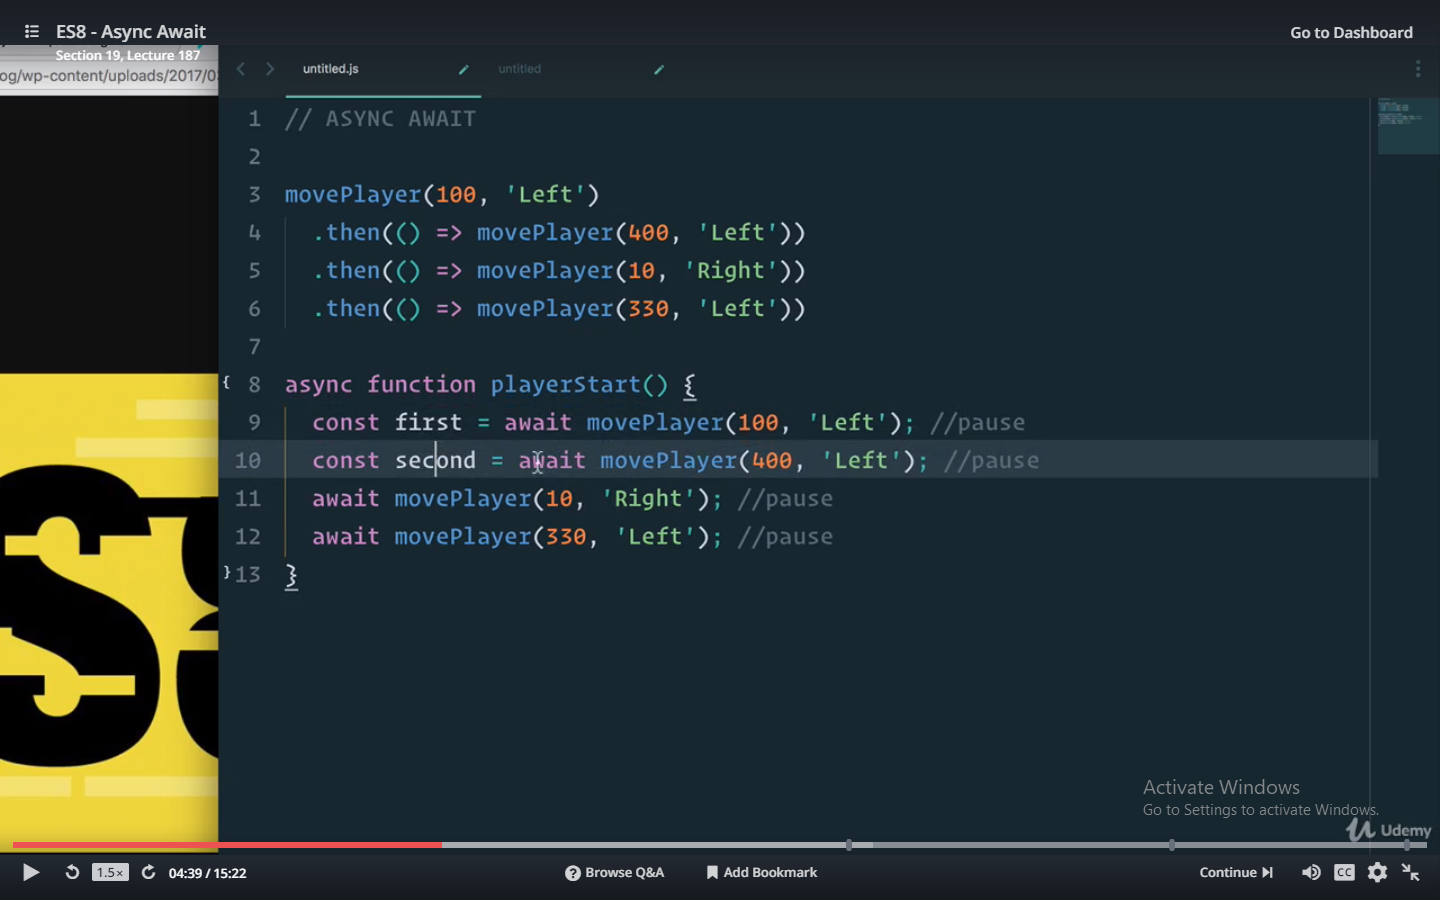 ES8 - Async Await
Go to Dashboard
Section 19, Lecture 187
og/wp-content/uploads/2017/0
untitled.js
untitled
1 // ASYNC AWAIT
2
3 movePlayer(100, 'Left')
4 .then(() => movePlayer(400, 'Left'))
5 .then(() => movePlayer(10, 'Right'))
6 .then(() => movePlayer(330, 'Left'))
7
{ 8 async function playerStart() {
9 const first = await movePlayer(100, 'Left'); //pause
10 const second = await movePlayer(400, 'Left'); //pause
11 await movePlayer(10, 'Right'); //pause
12 await movePlayer(330, 'Left'); //pause
} 13 }
Activate Windows
Go to Settings to activate Windows.
Udemy
1.5×
04:39 / 15:22
? Browse Q&A
Add Bookmark
Continue
CC